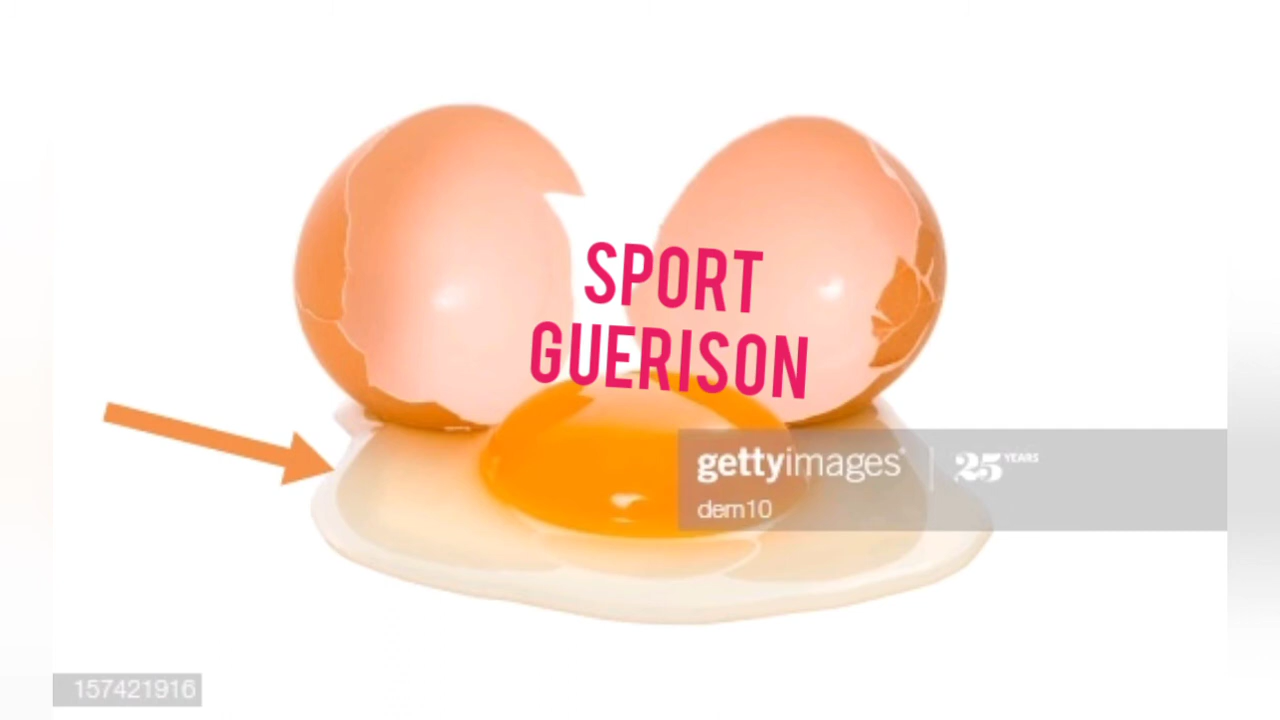 SPORT
GUERISON
gettyimages®
25 YEARS
dem10
157421916